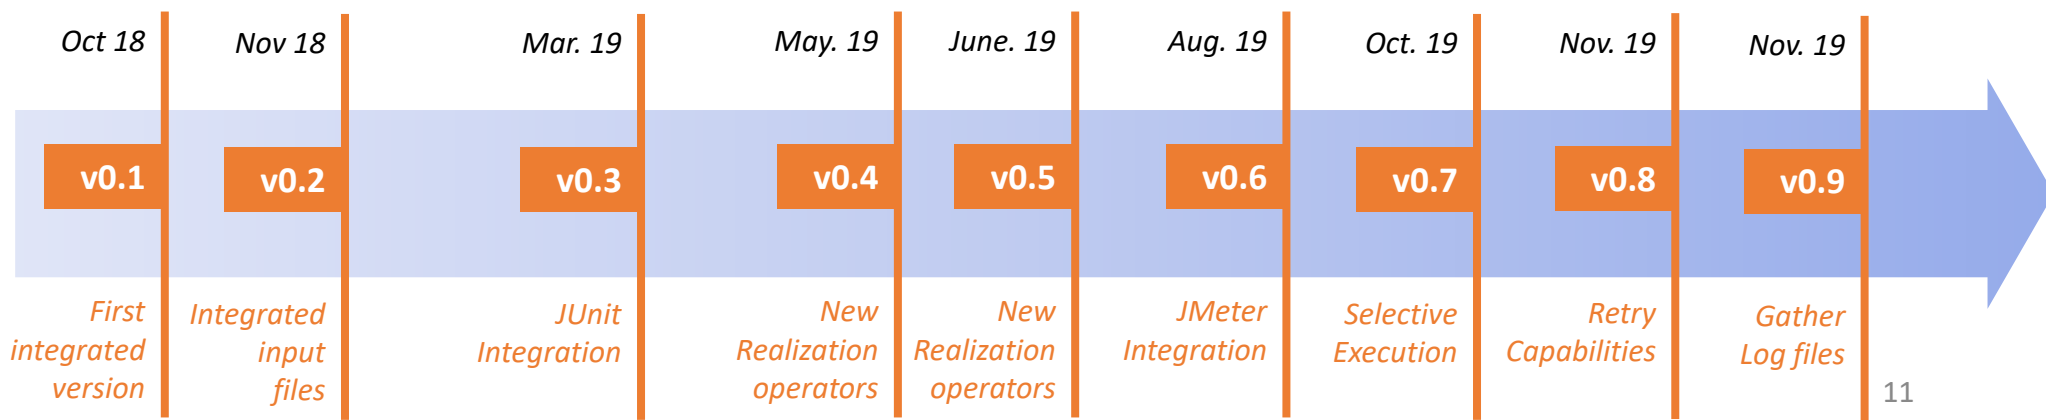 Oct 18
Nov 18
Mar. 19
May. 19
June. 19
Aug. 19
Oct. 19
Nov. 19
Nov. 19
v0.1
v0.2
v0.3
v0.4
v0.5
v0.6
v0.7
v0.8
v0.9
First
integrated
version
Integrated
input
files
JUnit
Integration
New
Realization
operators
New
Realization
operators
JMeter
Integration
Selective
Execution
Retry
Capabilities
Gather
Log files
11